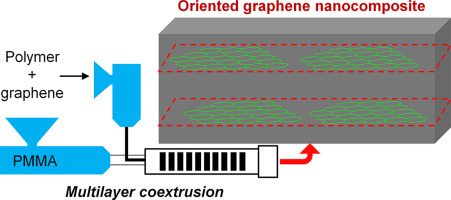 Oriented graphene nanocomposite
Polymer
+
graphene
PMMA
Multilayer coextrusion